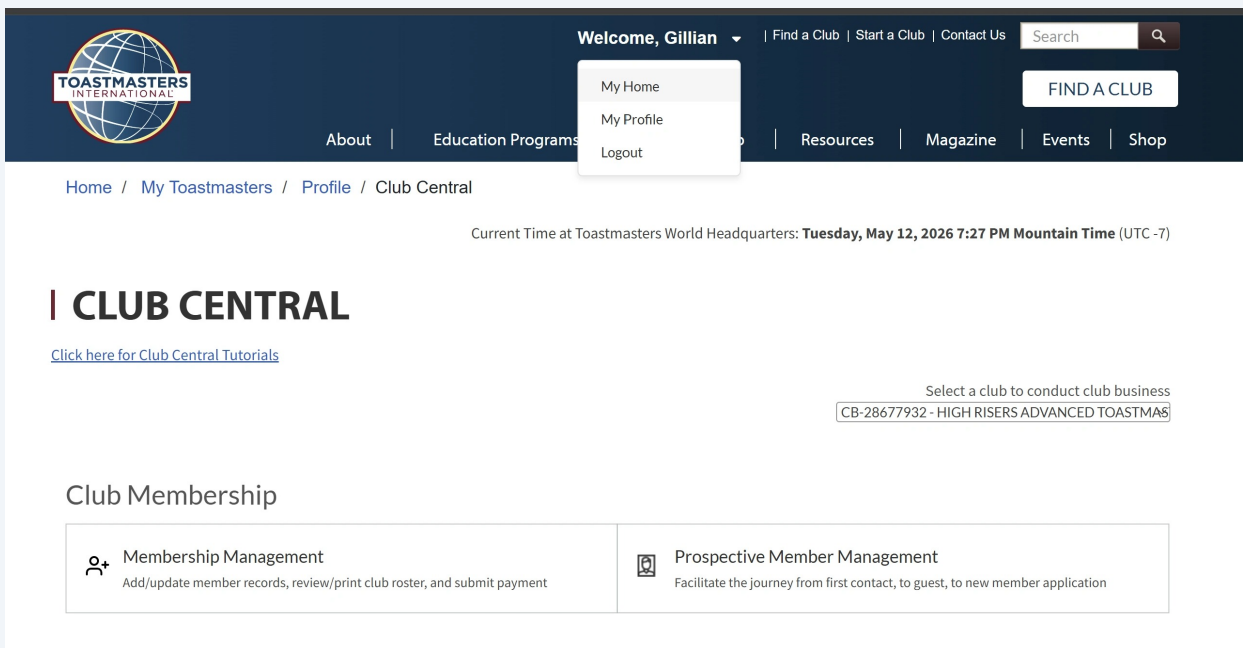 Welcome, Gillian
| Find a Club | Start a Club | Contact Us
Search
TOASTMASTERS
INTERNATIONAL
My Home
My Profile
Logout
FIND A CLUB
About | Education Programs | Resources | Magazine | Events | Shop
Home / My Toastmasters / Profile / Club Central
Current Time at Toastmasters World Headquarters: Tuesday, May 12, 2026 7:27 PM Mountain Time (UTC -7)
CLUB CENTRAL
Click here for Club Central Tutorials
Select a club to conduct club business
CB-28677932 - HIGH RISERS ADVANCED TOASTMAS
Club Membership
Membership Management
Add/update member records, review/print club roster, and submit payment
Prospective Member Management
Facilitate the journey from first contact, to guest, to new member application